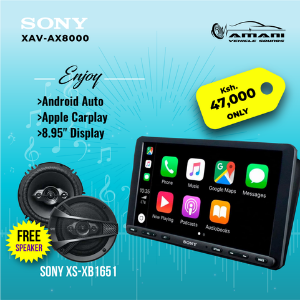 SONY
XAV-AX8000
AMANI
VEHICLE SOUNDS
Enjoy
>Android Auto
>Apple Carplay
>8.95" Display
Ksh.
47,000
ONLY
Phone
Music
Google Maps
Messages
Now Playing
Podcasts
Audiobooks
SONY
FREE
SPEAKER
SONY XS-XB1651